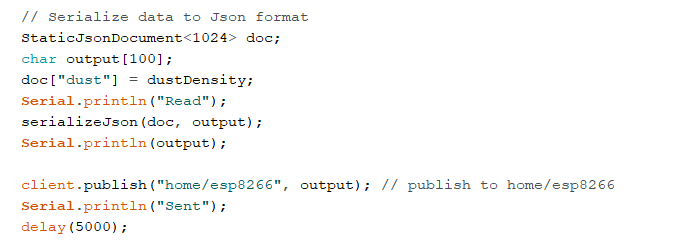 // Serialize data to Json format
StaticJsonDocument<1024> doc;
char output[100];
doc["dust"] = dustDensity;
Serial.println("Read");
serializeJson(doc, output);
Serial.println(output);
client.publish("home/esp8266", output); // publish to home/esp8266
Serial.println("Sent");
delay(5000);